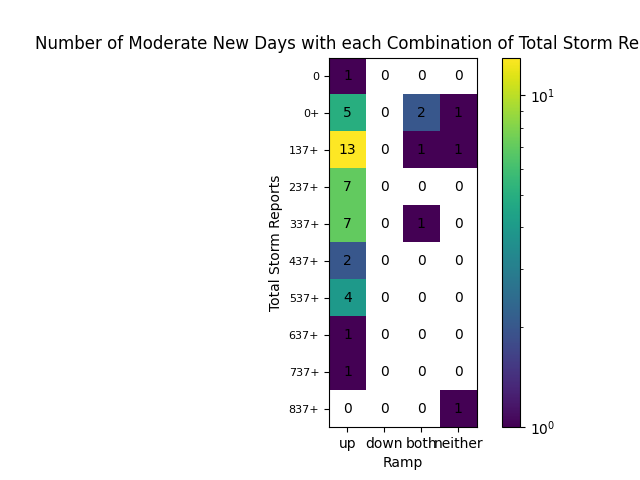 Number of Moderate New Days with each Combination of Total Storm Re
Total Storm Reports
0 1 0 0 0
0+ 5 0 2 1
137+ 13 0 1 1
237+ 7 0 0 0
337+ 7 0 1 0
437+ 2 0 0 0
537+ 4 0 0 0
637+ 1 0 0 0
737+ 1 0 0 0
837+ 0 0 0 1
up down both neither
Ramp
10¹
10⁰